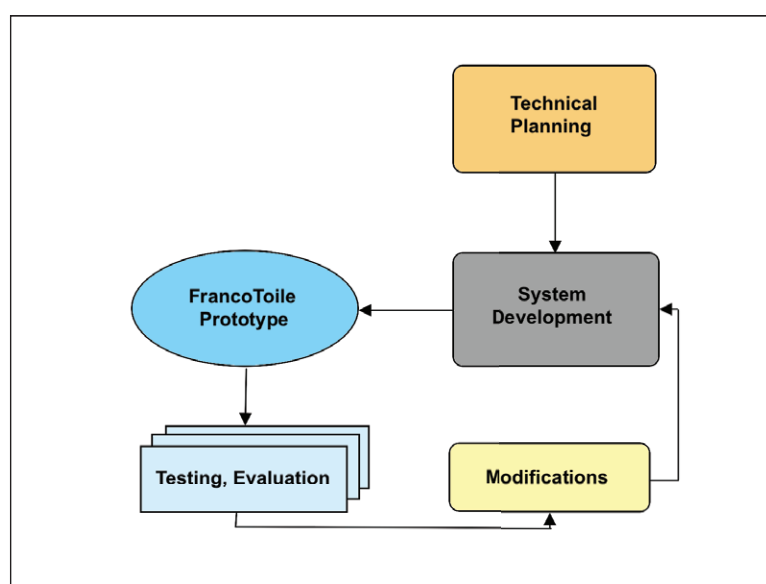 Technical
Planning
FrancoToile
Prototype
System
Development
Testing, Evaluation
Modifications